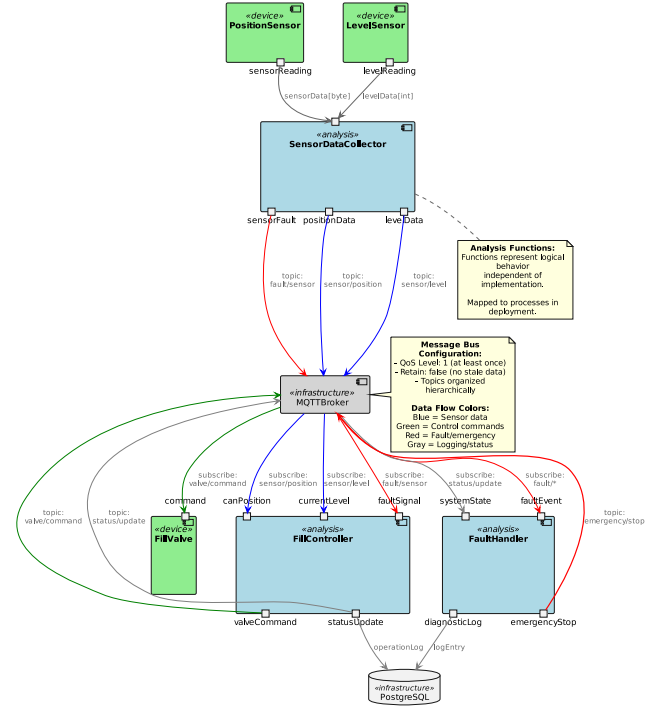 «device»
PositionSensor
«device»
LevelSensor
sensorReading
levelReading
sensorData[byte]
levelData[int]
«analysis»
SensorDataCollector
sensorFault
positionData
levelData
Analysis Functions:
Functions represent logical
behavior
independent of
implementation.
Mapped to processes in
deployment.
topic:
fault/sensor
topic:
sensor/position
topic:
sensor/level
Message Bus
Configuration:
- QoS Level: 1 (at least once)
- Retain: false (no stale data)
- Topics organized
hierarchically
Data Flow Colors:
Blue = Sensor data
Green = Control commands
Red = Fault/emergency
Gray = Logging/status
«infrastructure»
MQTTBroker
subscribe:
valve/command
subscribe:
sensor/position
subscribe:
sensor/level
subscribe:
fault/sensor
subscribe:
status/update
subscribe:
fault/*
command
canPosition
currentLevel
faultSignal
systemState
faultEvent
topic:
valve/command
topic:
status/update
topic:
emergency/stop
«device»
FillValve
«analysis»
FillController
«analysis»
FaultHandler
valveCommand
statusUpdate
diagnosticLog
emergencyStop
operationLog
logEntry
«infrastructure»
PostgreSQL